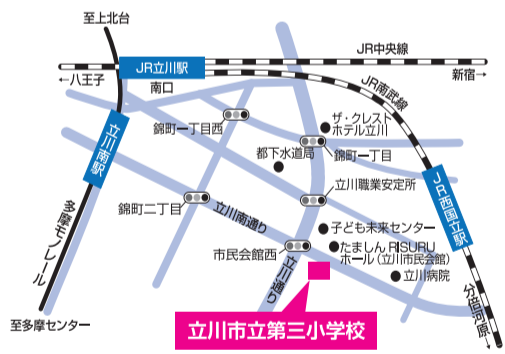 至上北台
JR中央線
JR立川駅
←八王子
新宿→
南口
JR南武線
錦町一丁目西
ザ・クレスト
ホテル立川
都下水道局
錦町一丁目
立川南駅
立川職業安定所
JR西国立駅
錦町二丁目
立川南通り
子ども未来センター
多摩モノレール
市民会館西
たましんRISURU
ホール(立川市民会館)
立川通り
立川病院
分倍河原→
至多摩センター
立川市立第三小学校